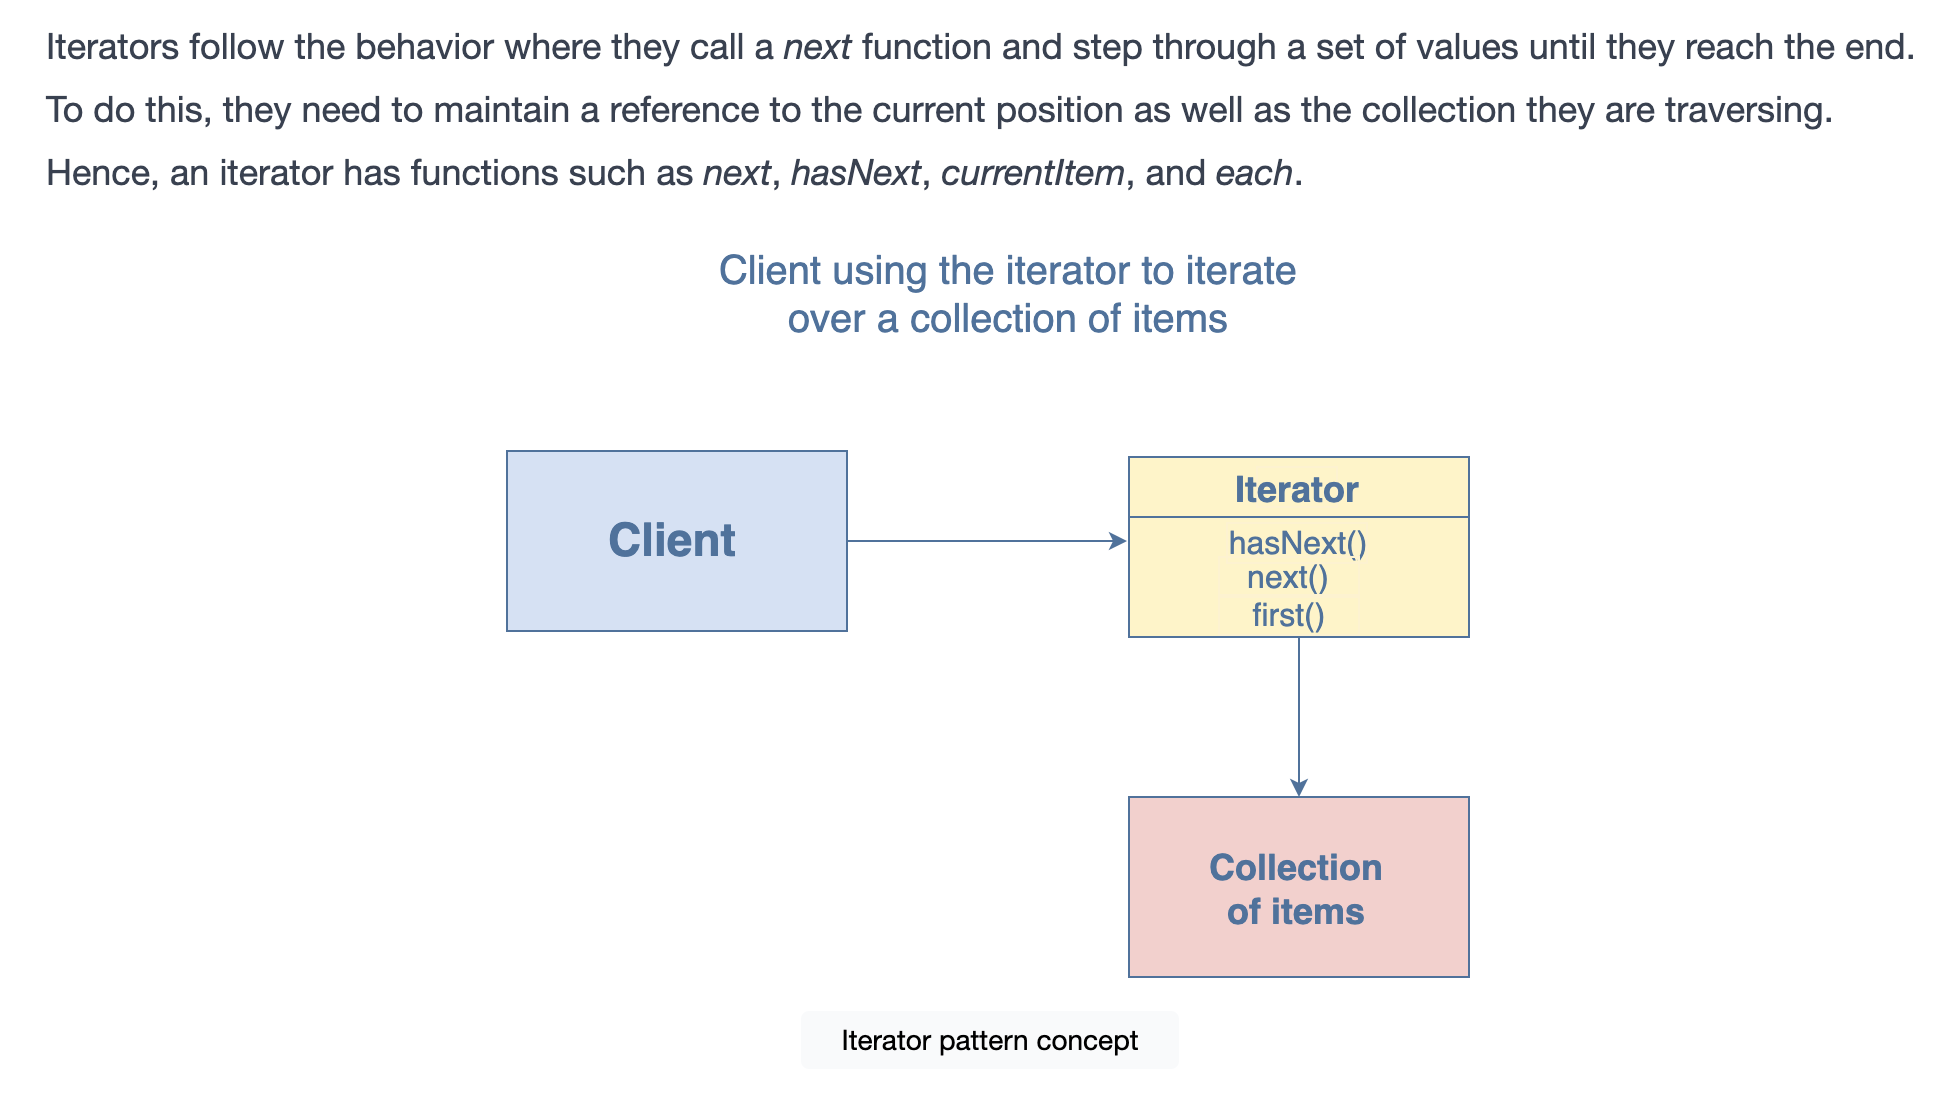 Iterators follow the behavior where they call a next function and step through a set of values until they reach the end.
To do this, they need to maintain a reference to the current position as well as the collection they are traversing.
Hence, an iterator has functions such as next, hasNext, currentItem, and each.
Client using the iterator to iterate
over a collection of items
Client
Iterator
hasNext()
next()
first()
Collection
of items
Iterator pattern concept